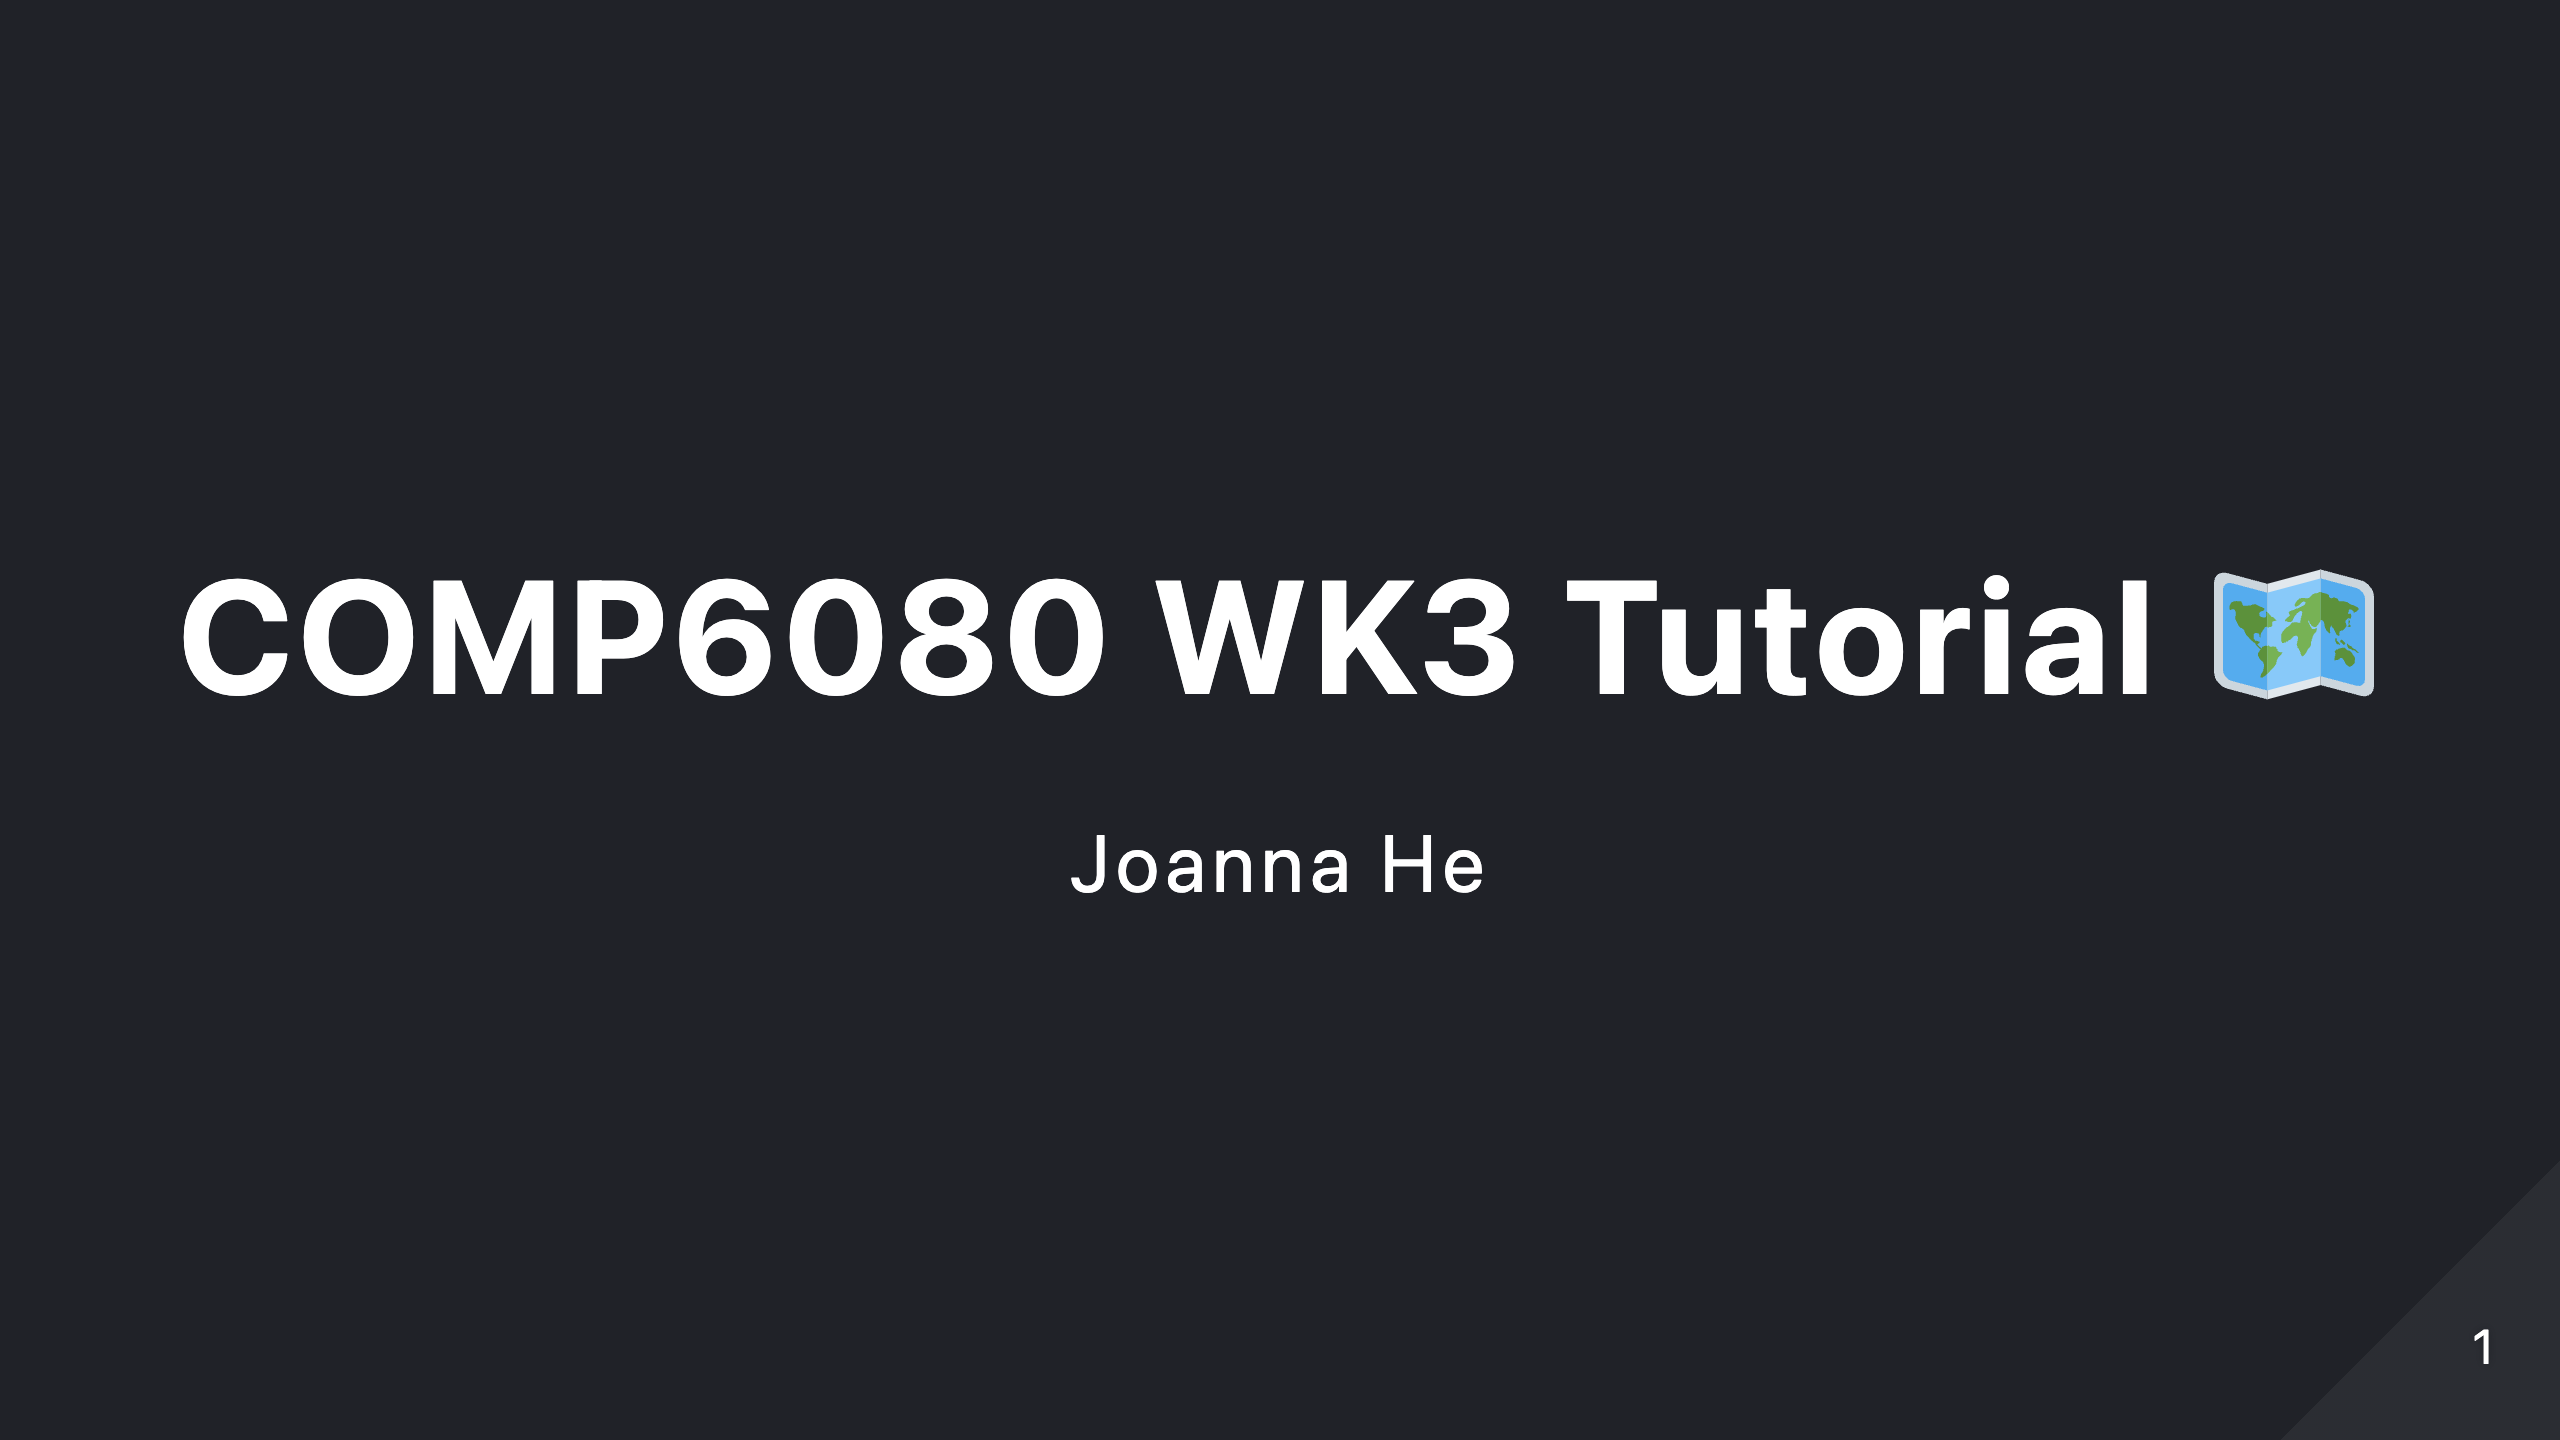 COMP6080 WK3 Tutorial 🗺️
Joanna He
1